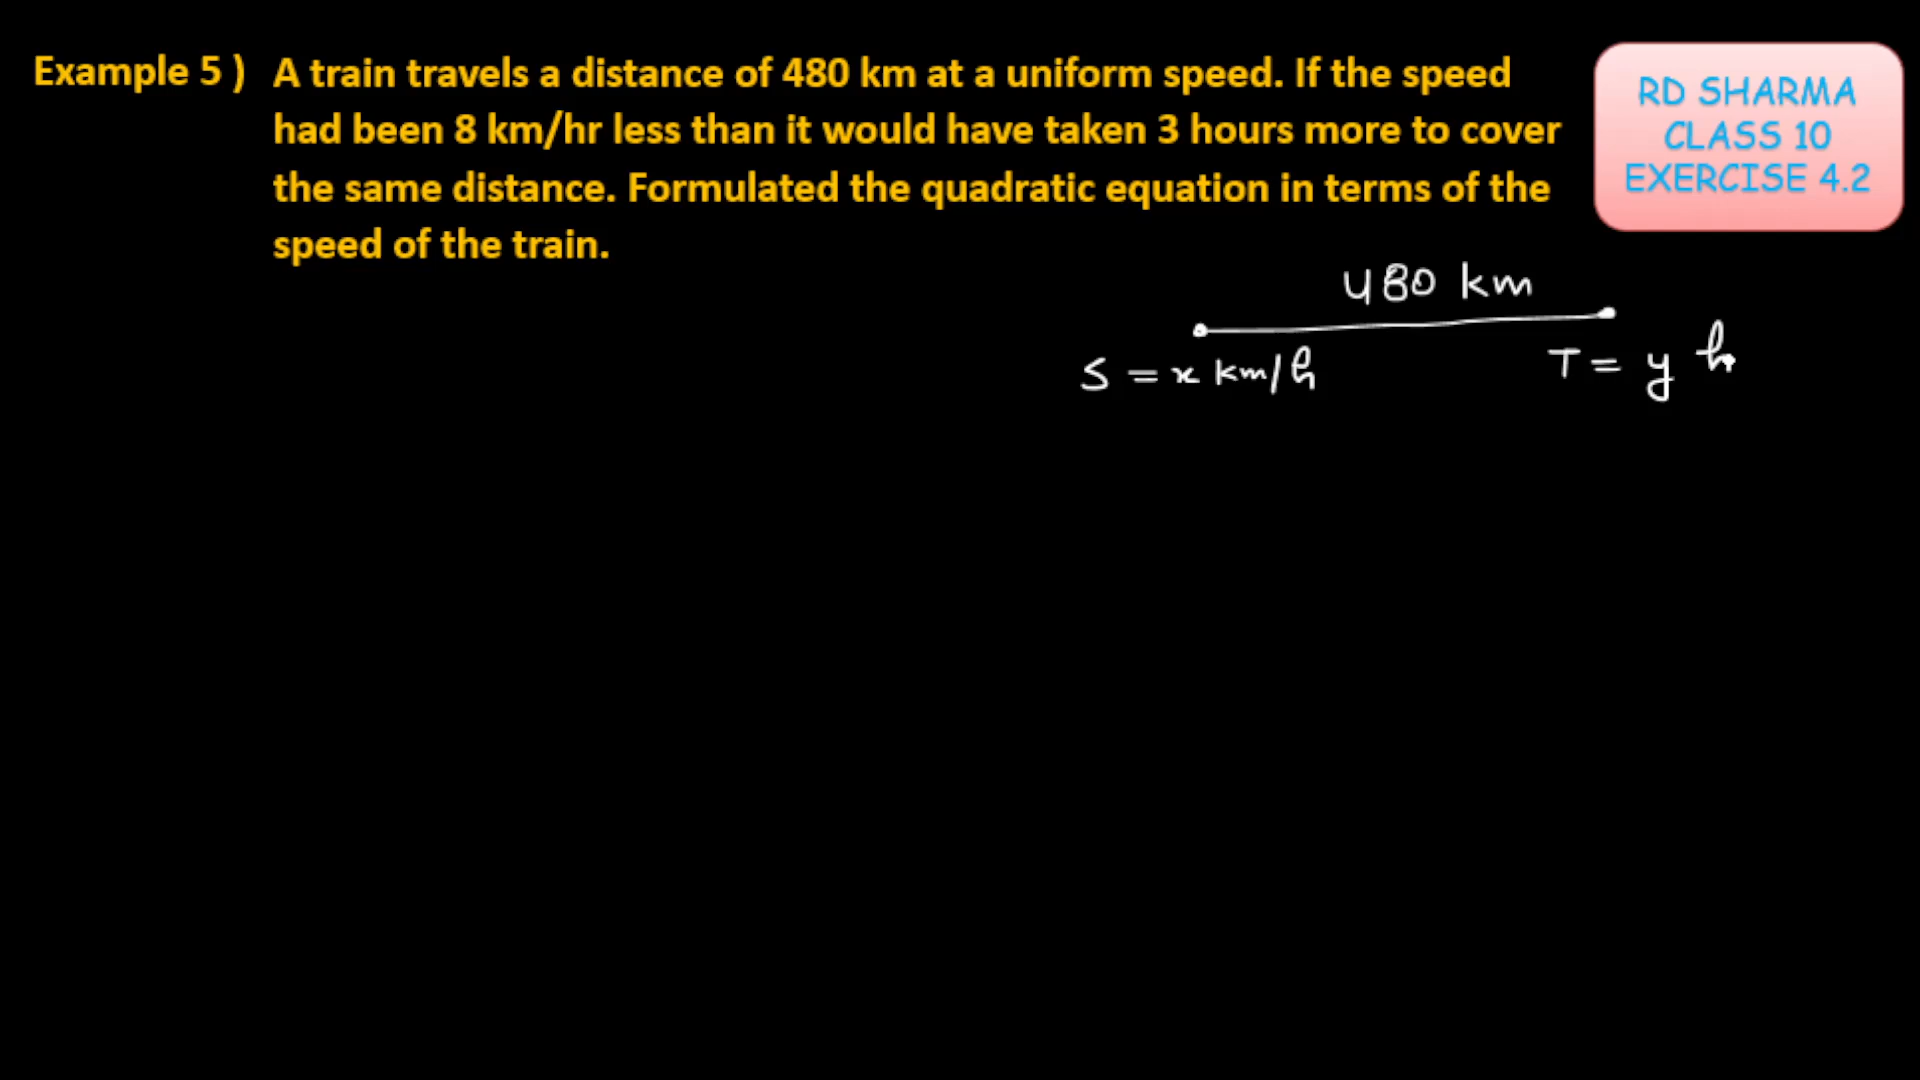 Example 5 ) A train travels a distance of 480 km at a uniform speed. If the speed
had been 8 km/hr less than it would have taken 3 hours more to cover
the same distance. Formulated the quadratic equation in terms of the
speed of the train.
RD SHARMA
CLASS 10
EXERCISE 4.2
480 km
S = x km/h
T = y h